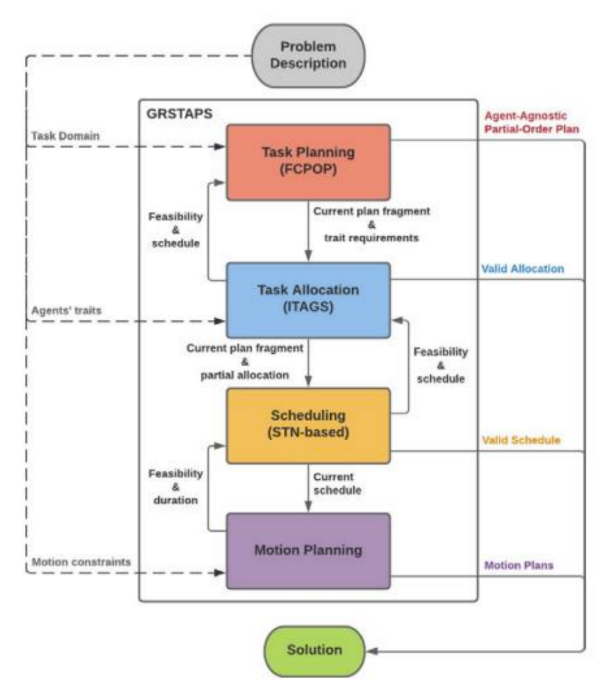 Problem
Description
GRSTAPS
Agent-Agnostic
Partial-Order Plan
Task Domain
Task Planning
(FCPOP)
Feasibility
&
schedule
Current plan fragment
&
trait requirements
Valid Allocation
Task Allocation
(ITAGS)
Agents' traits
Current plan fragment
&
partial allocation
Feasibility
&
schedule
Scheduling
(STN-based)
Valid Schedule
Feasibility
&
duration
Current
schedule
Motion Planning
Motion constraints
Motion Plans
Solution